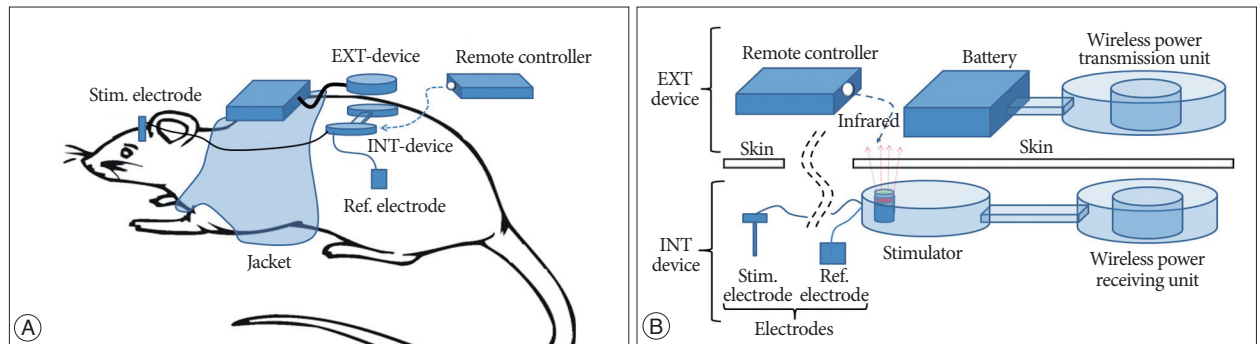 EXT-device
Remote controller
Stim. electrode
INT-device
Ref. electrode
Jacket
A
Remote controller
Battery
Wireless power
transmission unit
EXT
device
Infrared
Skin
Skin
INT
device
Stimulator
Wireless power
receiving unit
Stim.
electrode
Ref.
electrode
Electrodes
B